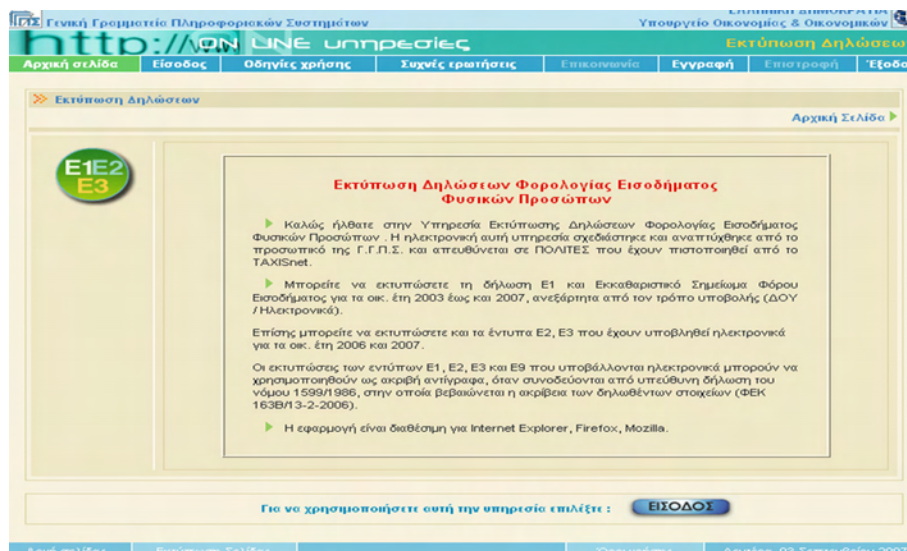 Γενική Γραμματεία Πληροφοριακών Συστημάτων
ΕΛΛΗΝΙΚΗ ΔΗΜΟΚΡΑΤΙΑ
Υπουργείο Οικονομίας & Οικονομικών
http://www
ON LINE υπηρεσίες
Εκτύπωση Δηλώσεω
Αρχική σελίδα Είσοδος Οδηγίες χρήσης Συχνές ερωτήσεις Επικοινωνία Εγγραφή Επιστροφή Έξοδο
Εκτύπωση Δηλώσεων
Αρχική Σελίδα
E1E2
E3
Εκτύπωση Δηλώσεων Φορολογίας Εισοδήματος
Φυσικών Προσώπων
Καλώς ήλθατε στην Υπηρεσία Εκτύπωσης Δηλώσεων Φορολογίας Εισοδήματος
Φυσικών Προσώπων . Η ηλεκτρονική αυτή υπηρεσία σχεδιάστηκε και αναπτύχθηκε από το
προσωπικό της Γ.Γ.Π.Σ. και απευθύνεται σε ΠΟΛΙΤΕΣ που έχουν πιστοποιηθεί από το
TAXISnet.
Μπορείτε να εκτυπώσετε τη δήλωση Ε1 και Εκκαθαριστικό Σημείωμα Φόρου
Εισοδήματος για τα οικ. έτη 2003 έως και 2007, ανεξάρτητα από τον τρόπο υποβολής (ΔΟΥ
/ Ηλεκτρονικά).
Επίσης μπορείτε να εκτυπώσετε και τα έντυπα Ε2, Ε3 που έχουν υποβληθεί ηλεκτρονικά
για τα οικ. έτη 2006 και 2007.
Οι εκτυπώσεις των εντύπων Ε1, Ε2, Ε3 και Ε9 που υποβάλλονται ηλεκτρονικά μπορούν να
χρησιμοποιηθούν ως ακριβή αντίγραφα, όταν συνοδεύονται από υπεύθυνη δήλωση του
νόμου 1599/1986, στην οποία βεβαιώνεται η ακρίβεια των δηλωθέντων στοιχείων (ΦΕΚ
163Β/13-2-2006).
Η εφαρμογή είναι διαθέσιμη για Internet Explorer, Firefox, Mozilla.
Για να χρησιμοποιήσετε αυτή την υπηρεσία επιλέξτε :
ΕΙΣΟΔΟΣ